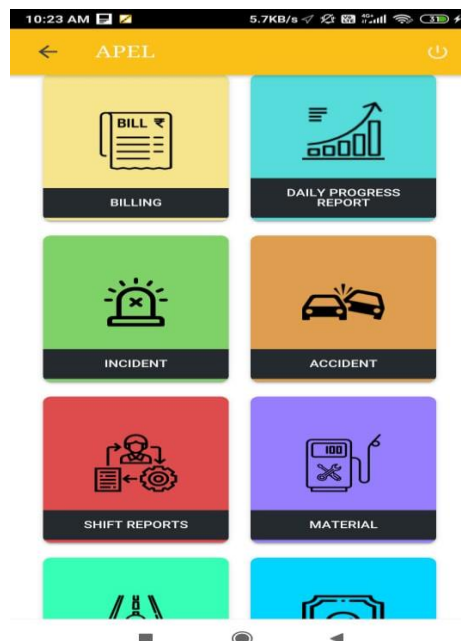 10:23 AM
5.7KB/s
APEL
BILL ₹
BILLING
DAILY PROGRESS
REPORT
INCIDENT
ACCIDENT
100
SHIFT REPORTS
MATERIAL